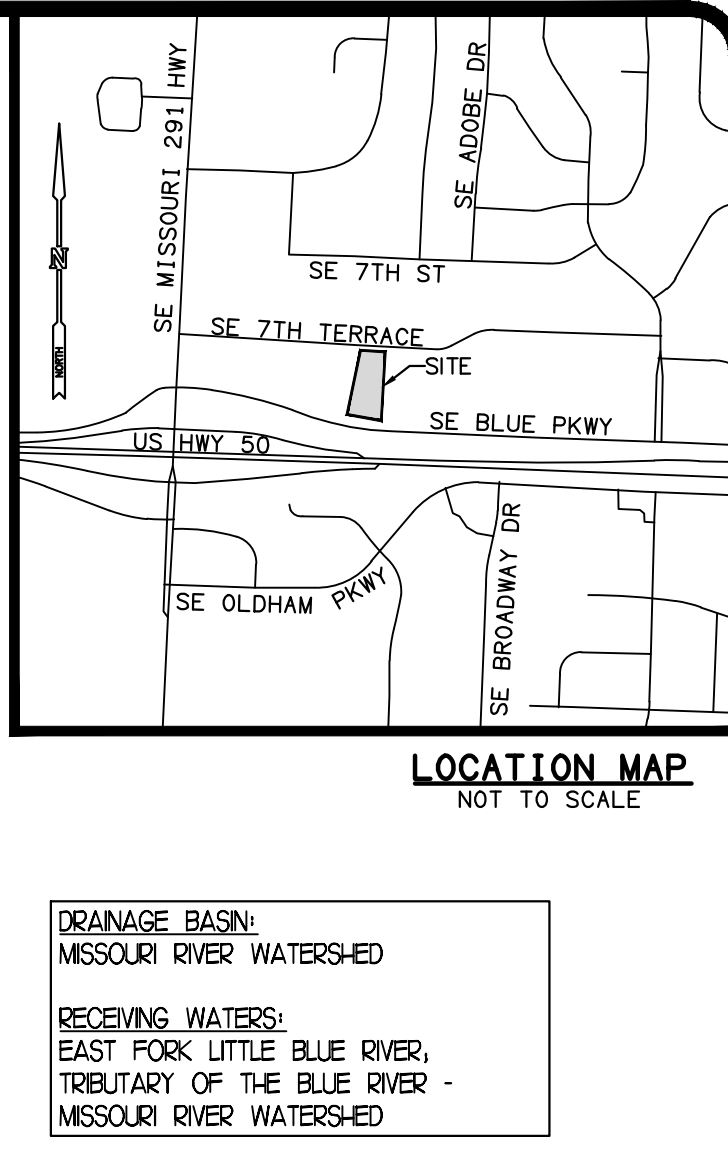 SE MISSOURI 291 HWY
SE ADOBE DR
N
NORTH
SE 7TH ST
SE 7TH TERRACE
SITE
SE BLUE PKWY
US HWY 50
SE OLDHAM PKWY
SE BROADWAY DR
LOCATION MAP
NOT TO SCALE
DRAINAGE BASIN:
MISSOURI RIVER WATERSHED
RECEIVING WATERS:
EAST FORK LITTLE BLUE RIVER,
TRIBUTARY OF THE BLUE RIVER -
MISSOURI RIVER WATERSHED